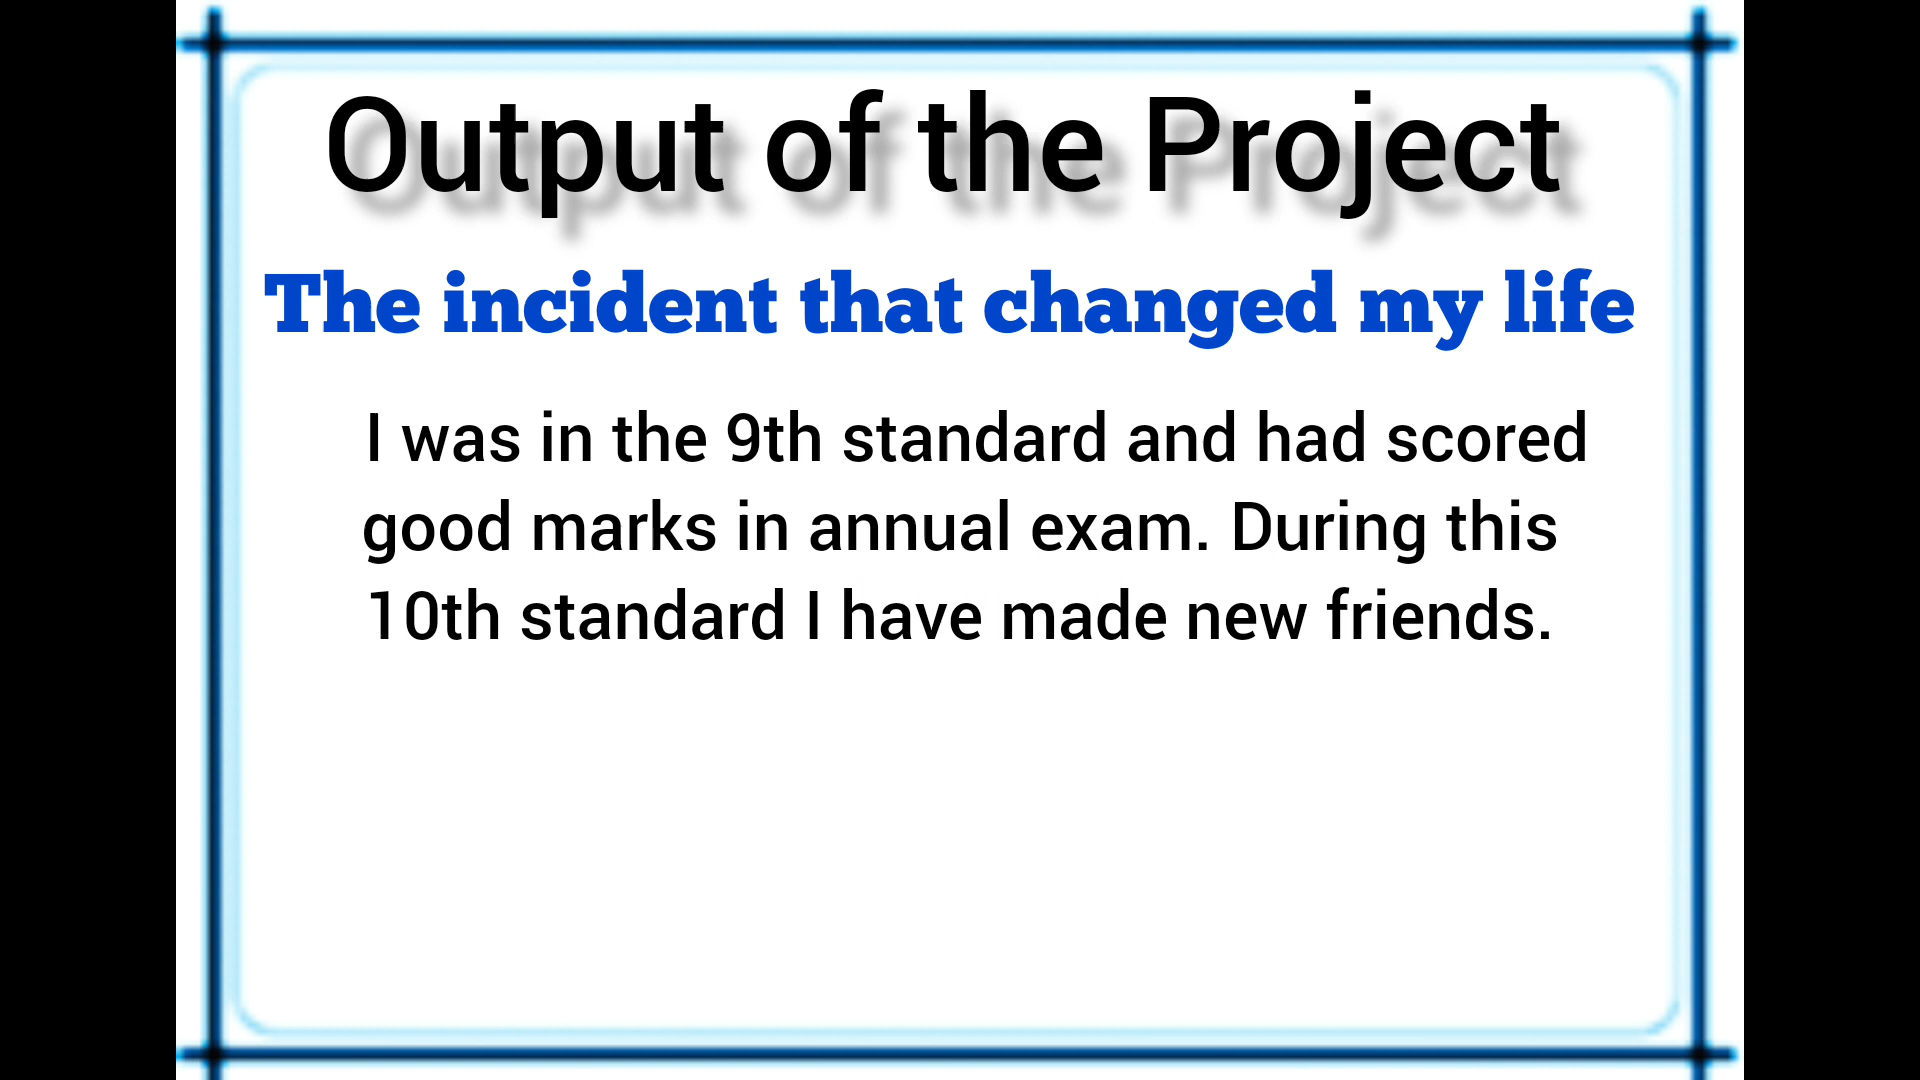 Output of the Project
The incident that changed my life
I was in the 9th standard and had scored
good marks in annual exam. During this
10th standard I have made new friends.